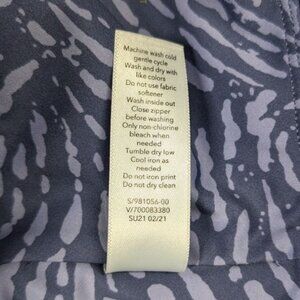 Machine wash cold
gentle cycle
Wash and dry with
like colors
Do not use fabric
softener
Wash inside out
Close zipper
before washing
Only non-chlorine
bleach when
needed
Tumble dry low
Cool iron as
needed
Do not iron print
Do not dry clean
S/981056-00
V/700083380
SU21 02/21